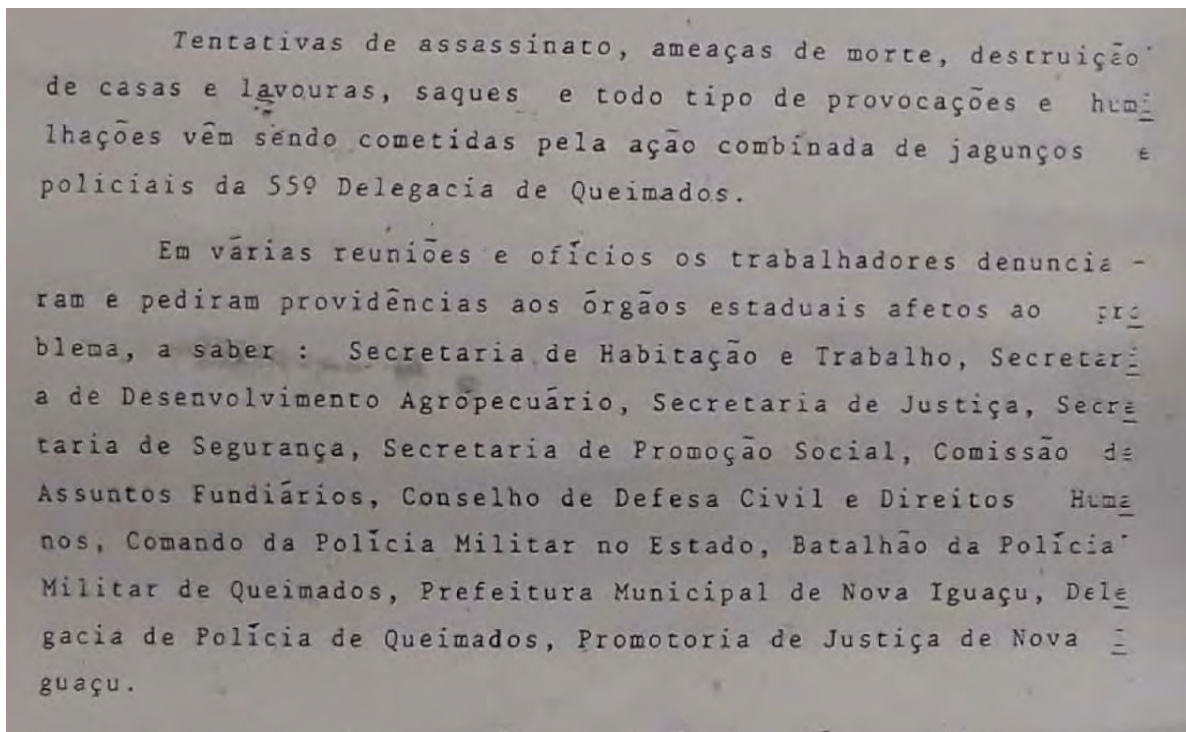 Tentativas de assassinato, ameaças de morte, destruição'
de casas e lavouras, saques e todo tipo de provocações e humi
lhações vêm sendo cometidas pela ação combinada de jagunços e
policiais da 55º Delegacia de Queimados.
Em várias reuniões e ofícios os trabalhadores denuncia -
ram e pediram providências aos órgãos estaduais afetos ao pro
blema, a saber : Secretaria de Habitação e Trabalho, Secretari
a de Desenvolvimento Agropecuário, Secretaria de Justiça, Secre
taria de Segurança, Secretaria de Promoção Social, Comissão de
Assuntos Fundiários, Conselho de Defesa Civil e Direitos Huma
nos, Comando da Polícia Militar no Estado, Batalhão da Polícia'
Militar de Queimados, Prefeitura Municipal de Nova Iguaçu, Dele
gacia de Polícia de Queimados, Promotoria de Justiça de Nova I
guaçu.